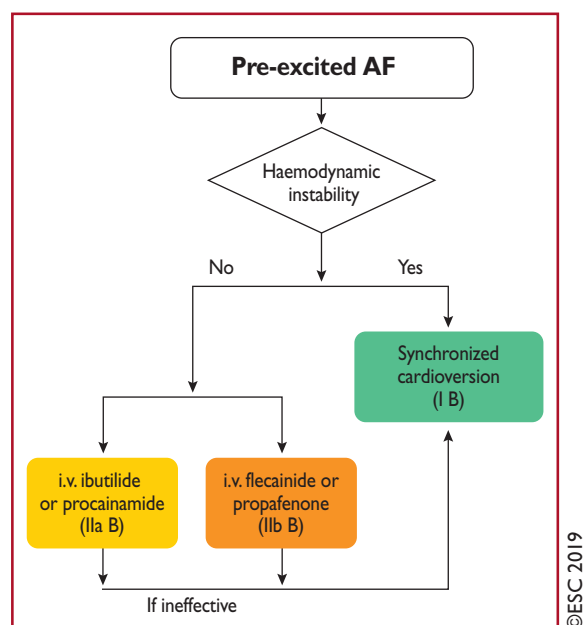 Pre-excited AF
Haemodynamic
instability
No
Yes
Synchronized
cardioversion
(I B)
i.v. ibutilide
or procainamide
(IIa B)
i.v. flecainide or
propafenone
(IIb B)
If ineffective
©ESC 2019